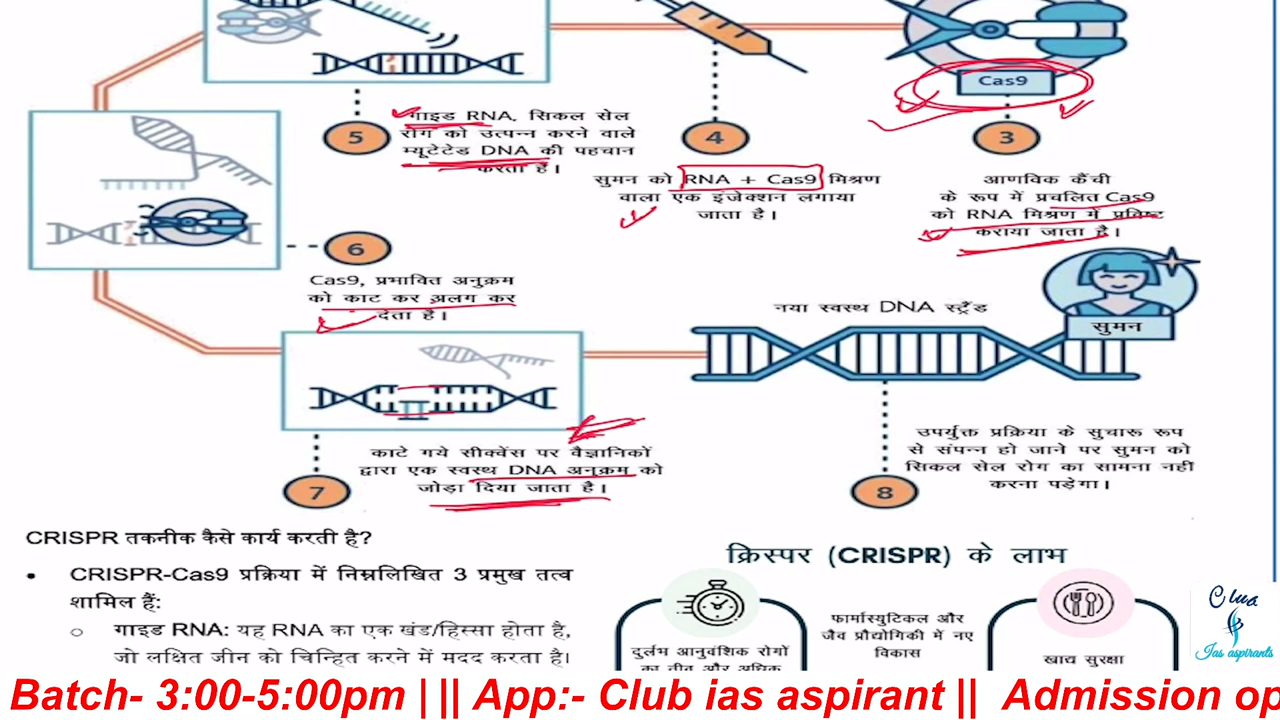 Cas9
5
गाइड RNA, सिकल सेल
रोग को उत्पन्न करने वाले
म्यूटेटेड DNA की पहचान
करता है।
4
सुमन को RNA + Cas9 मिश्रण
वाला एक इंजेक्शन लगाया
जाता है।
3
आणविक कैंची
के रूप में प्रचलित Cas9
को RNA मिश्रण में प्रविष्ट
कराया जाता है।
6
Cas9, प्रभावित अनुक्रम
को काट कर अलग कर
देता है।
नया स्वस्थ DNA स्ट्रैंड
सुमन
काटे गये सीक्वेंस पर वैज्ञानिकों
द्वारा एक स्वस्थ DNA अनुक्रम को
जोड़ा दिया जाता है।
7
उपर्युक्त प्रक्रिया के सुचारू रूप
से संपन्न हो जाने पर सुमन को
सिकल सेल रोग का सामना नहीं
करना पड़ेगा।
8
CRISPR तकनीक कैसे कार्य करती है?
• CRISPR-Cas9 प्रक्रिया में निम्नलिखित 3 प्रमुख तत्व
शामिल हैं:
○ गाइड RNA: यह RNA का एक खंड/हिस्सा होता है,
जो लक्षित जीन को चिन्हित करने में मदद करता है।
क्रिस्पर (CRISPR) के लाभ
दुर्लभ आनुवंशिक रोगों
का तीव्र और अधिक
फार्मास्युटिकल और
जैव प्रौद्योगिकी में नए
विकास
खाद्य सुरक्षा
Club
Ias aspirants
Batch- 3:00-5:00pm | || App:- Club ias aspirant || Admission op